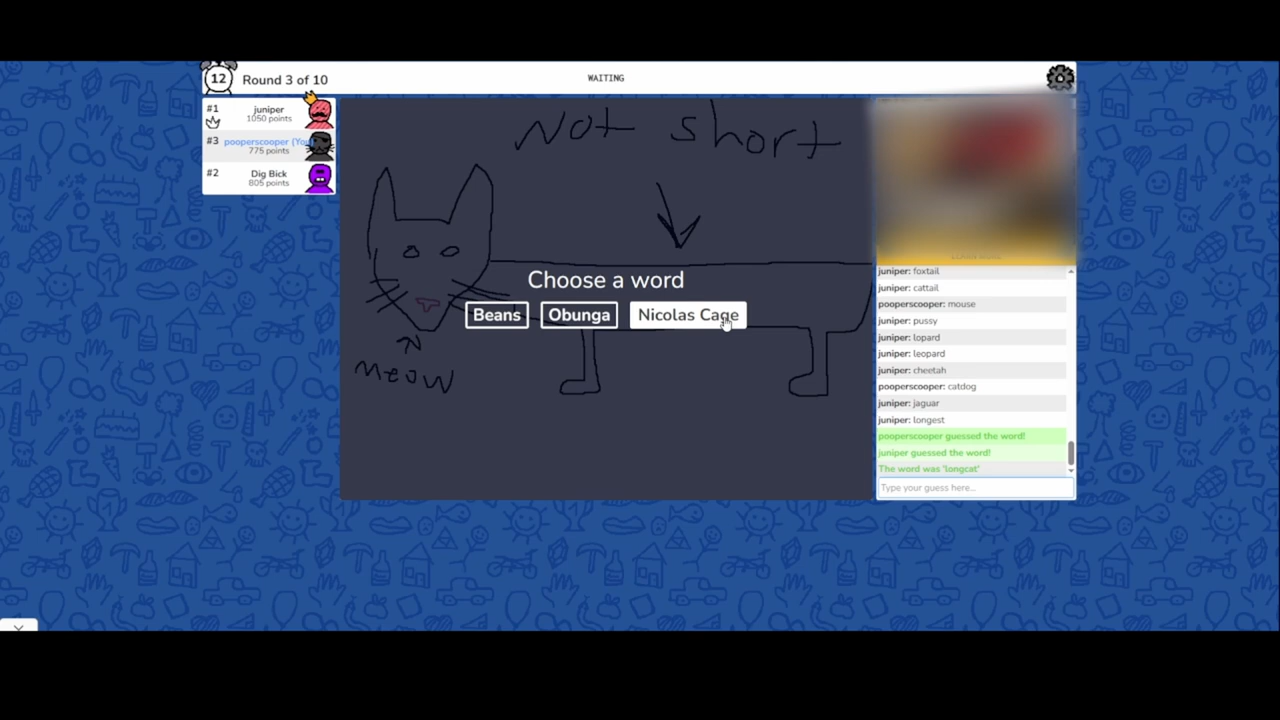 12
Round 3 of 10
WAITING
#1
juniper
1050 points
#3
pooperscooper (You
775 points
#2
Dig Bick
805 points
Not short
Choose a word
Beans
Obunga
Nicolas Cage
Meow
juniper: foxtail
juniper: cattail
pooperscooper: mouse
juniper: pussy
juniper: lopard
juniper: leopard
juniper: cheetah
pooperscooper: catdog
juniper: jaguar
juniper: longest
pooperscooper guessed the word!
juniper guessed the word!
The word was 'longcat'
Type your guess here...